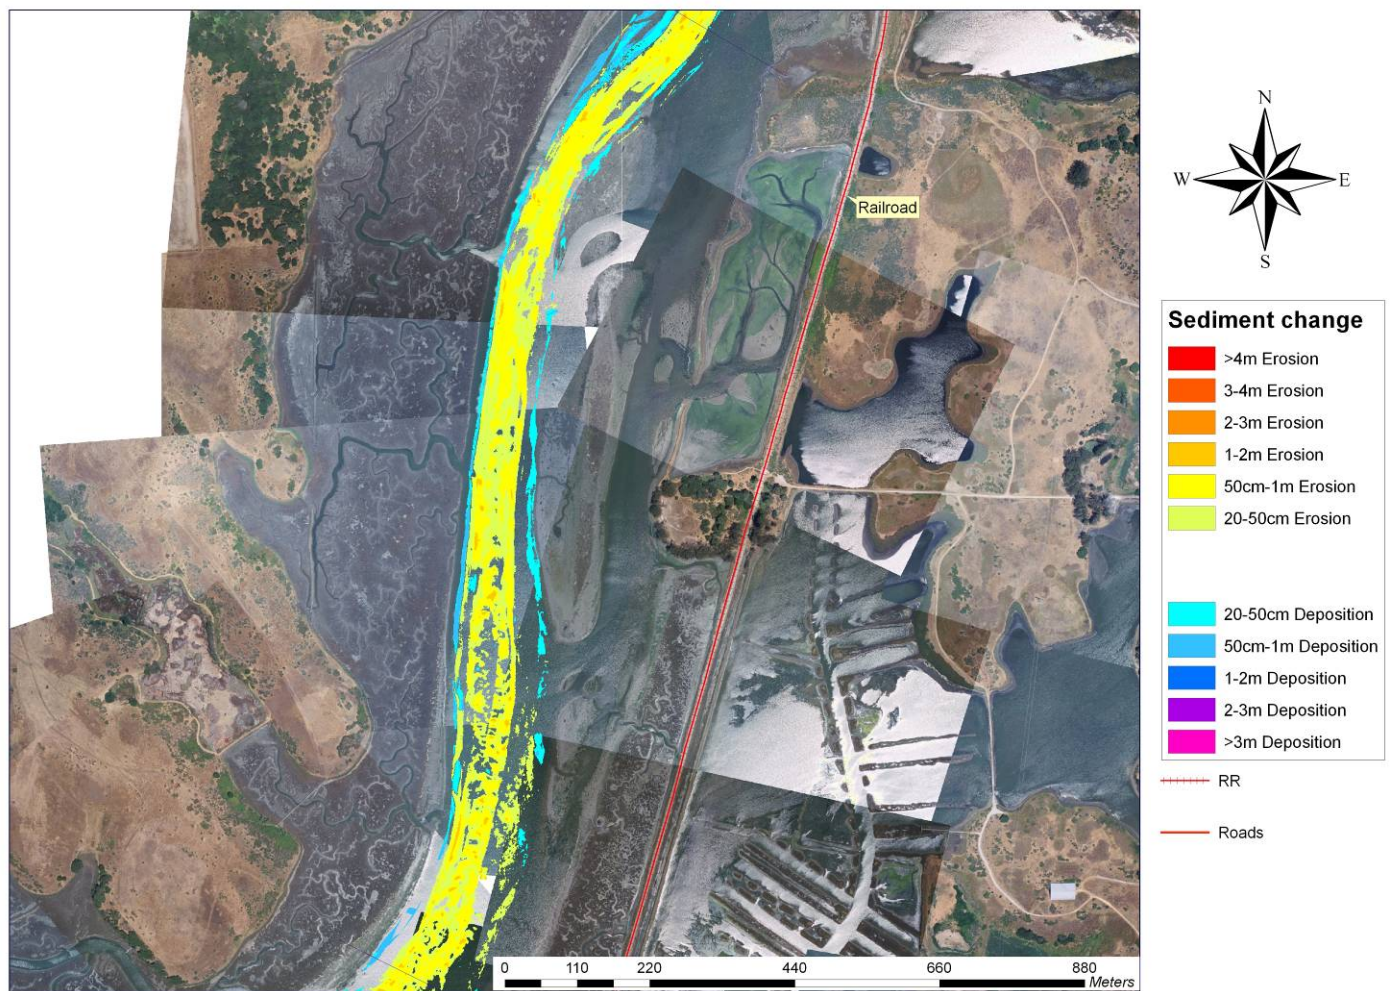 N
W
E
S
Railroad
Sediment change
>4m Erosion
3-4m Erosion
2-3m Erosion
1-2m Erosion
50cm-1m Erosion
20-50cm Erosion
20-50cm Deposition
50cm-1m Deposition
1-2m Deposition
2-3m Deposition
>3m Deposition
RR
Roads
0 110 220 440 660 880
Meters